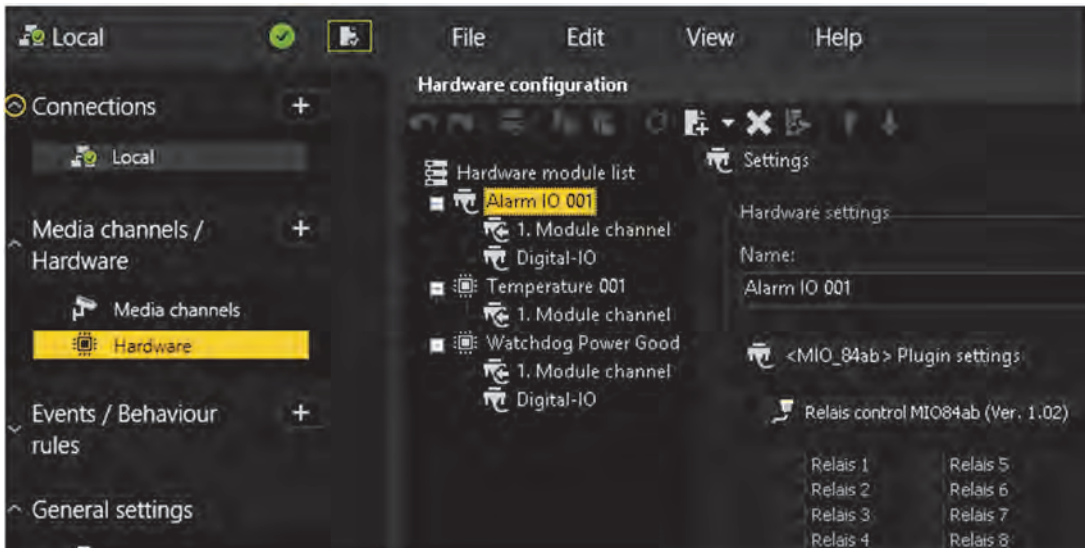 Local
File Edit View Help
Hardware configuration
Connections
Local
Media channels /
Hardware
Media channels
Hardware
Events / Behaviour
rules
General settings
Hardware module list
Alarm IO 001
1. Module channel
Digital-IO
Temperature 001
1. Module channel
Watchdog Power Good
1. Module channel
Digital-IO
Settings
Hardware settings
Name:
Alarm IO 001
<MIO_84ab> Plugin settings
Relais control MIO84ab (Ver. 1.02)
Relais 1 Relais 5
Relais 2 Relais 6
Relais 3 Relais 7
Relais 4 Relais 8